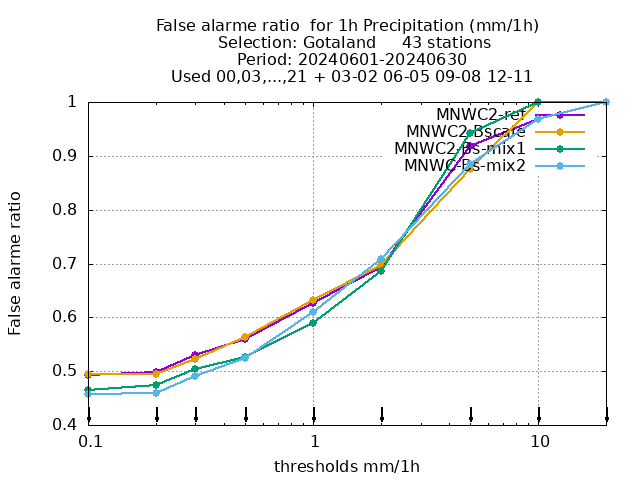 False alarme ratio  for 1h Precipitation (mm/1h)
Selection: Gotaland     43 stations
Period: 20240601-20240630
Used 00,03,...,21 + 03-02 06-05 09-08 12-11
MNWC2-ref
MNWC2-Bscare
MNWC2-Bs-mix1
MNWC-Bs-mix2
1
0.9
0.8
0.7
0.6
0.5
0.4
False alarme ratio
0.1 1 10
thresholds mm/1h